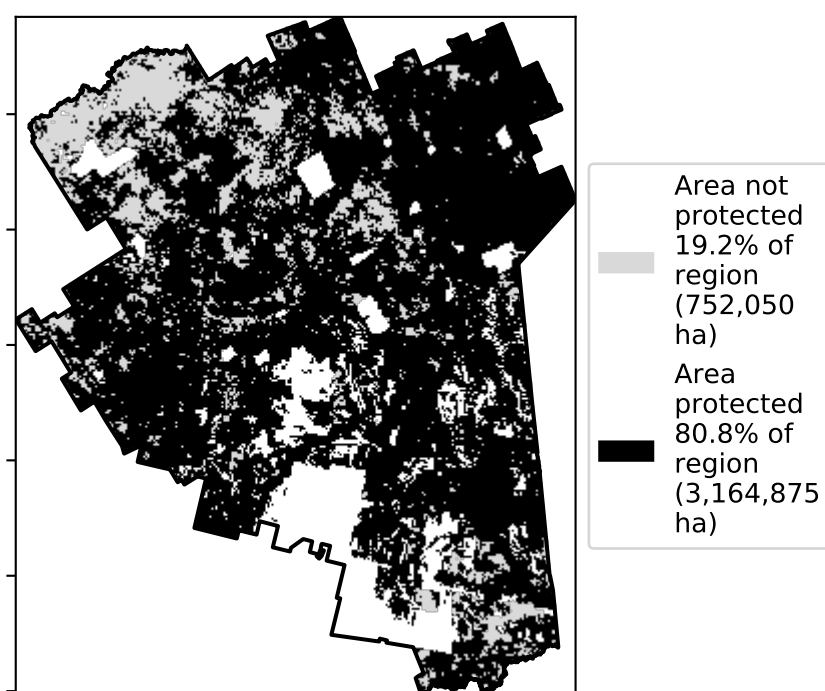 Area not
protected
19.2% of
region
(752,050
ha)
Area
protected
80.8% of
region
(3,164,875
ha)